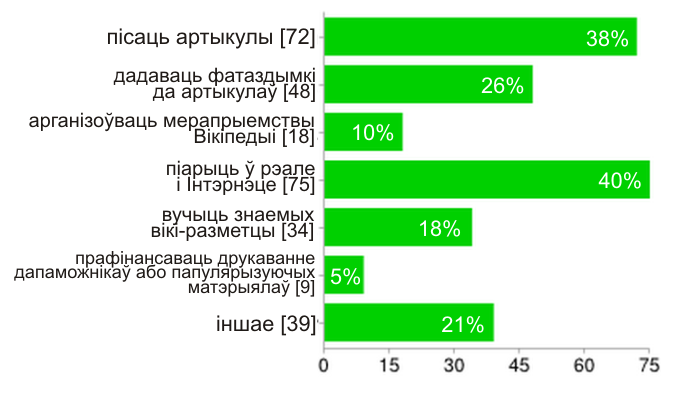 пісаць артыкулы [72]
38%
дадаваць фатаздымкі
да артыкулаў [48]
26%
арганізоўваць мерапрыемствы
Вікіпедыі [18]
10%
піарыць ў рэале
і Інтэрнэце [75]
40%
вучыць знаемых
вікі-разметцы [34]
18%
прафінансаваць друкаванне
дапаможнікаў або папулярызуючых
матэрыялаў [9]
5%
іншае [39]
21%
0 15 30 45 60 75